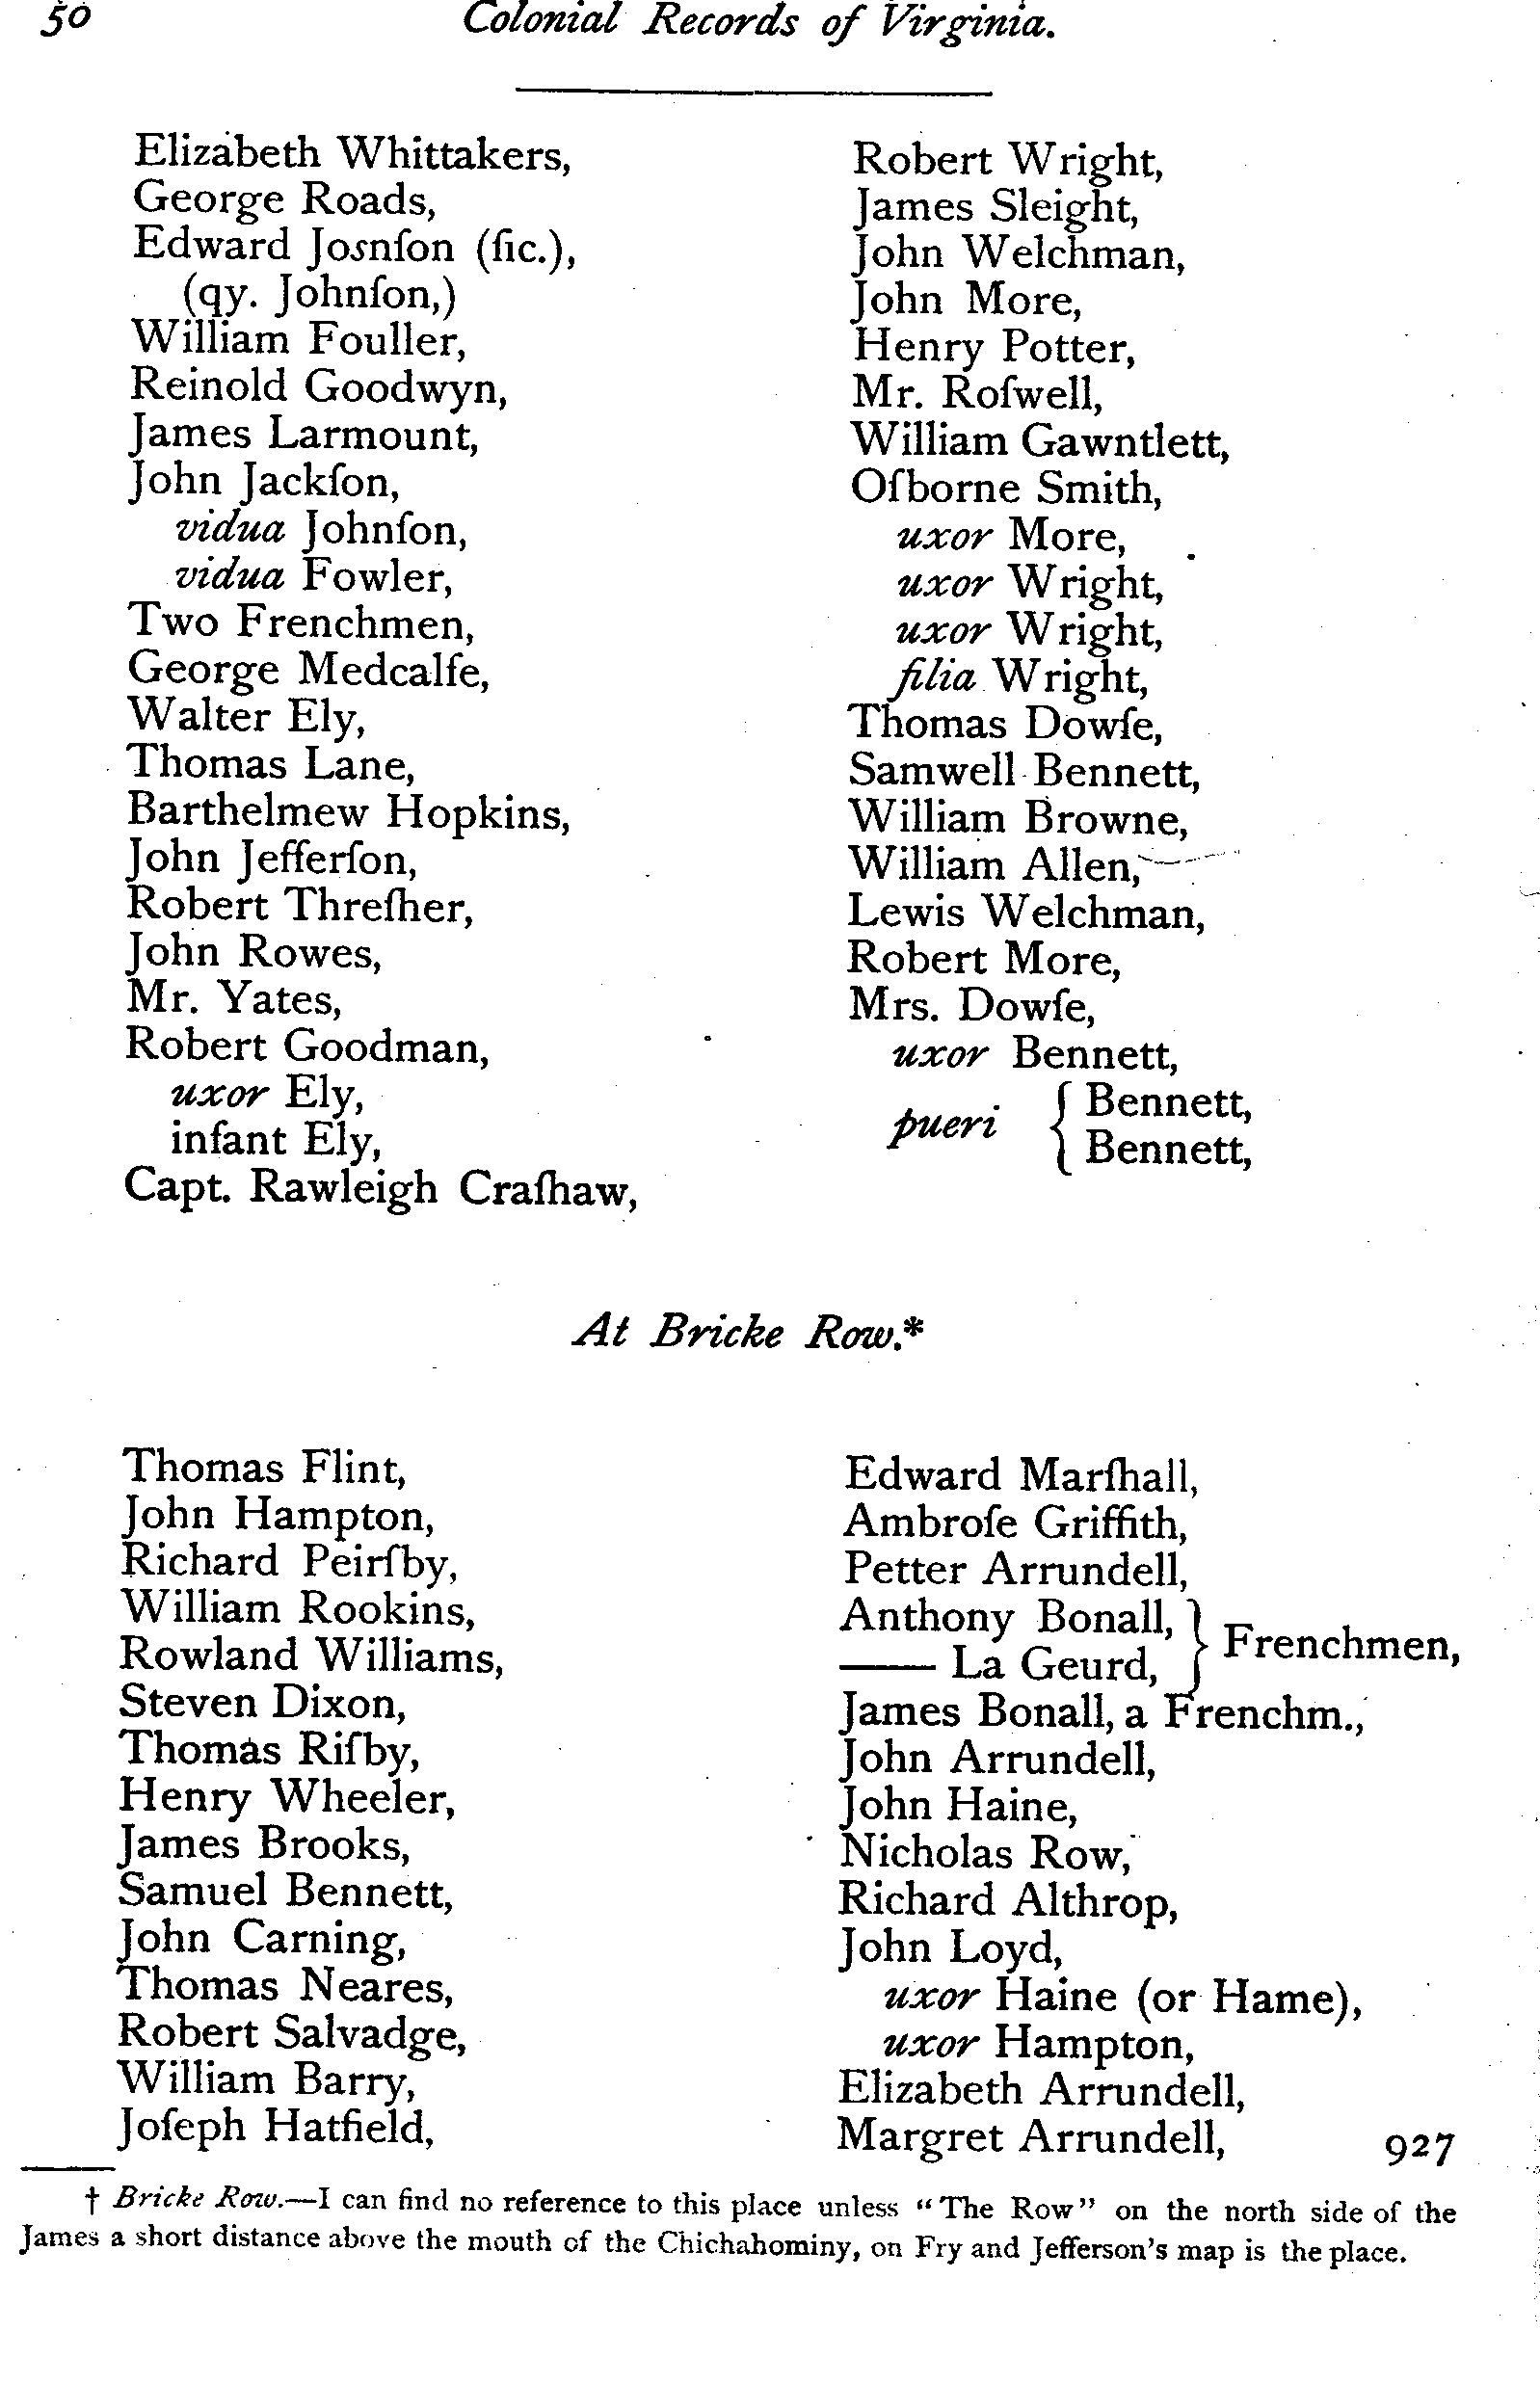 50
Colonial Records of Virginia.
Elizabeth Whittakers,
George Roads,
Edward Josnſon (ſic.),
(qy. Johnſon,)
William Fouller,
Reinold Goodwyn,
James Larmount,
John Jackſon,
vidua Johnſon,
vidua Fowler,
Two Frenchmen,
George Medcalfe,
Walter Ely,
Thomas Lane,
Barthelmew Hopkins,
John Jefferſon,
Robert Threſher,
John Rowes,
Mr. Yates,
Robert Goodman,
uxor Ely,
infant Ely,
Capt. Rawleigh Craſhaw,
Robert Wright,
James Sleight,
John Welchman,
John More,
Henry Potter,
Mr. Roſwell,
William Gawntlett,
Oſborne Smith,
uxor More,
uxor Wright,
uxor Wright,
filia Wright,
Thomas Dowſe,
Samwell Bennett,
William Browne,
William Allen,
Lewis Welchman,
Robert More,
Mrs. Dowſe,
uxor Bennett,
pueri { Bennett,
Bennett,
At Bricke Row.*
Thomas Flint,
John Hampton,
Richard Peirſby,
William Rookins,
Rowland Williams,
Steven Dixon,
Thomas Riſby,
Henry Wheeler,
James Brooks,
Samuel Bennett,
John Carning,
Thomas Neares,
Robert Salvadge,
William Barry,
Joſeph Hatfield,
Edward Marſhall,
Ambroſe Griffith,
Petter Arrundell,
Anthony Bonall, } Frenchmen,
—— La Geurd,
James Bonall, a Frenchm.,
John Arrundell,
John Haine,
Nicholas Row,
Richard Althrop,
John Loyd,
uxor Haine (or Hame),
uxor Hampton,
Elizabeth Arrundell,
Margret Arrundell, 927
† Bricke Row.—I can find no reference to this place unless "The Row" on the north side of the
James a short distance above the mouth of the Chichahominy, on Fry and Jefferson's map is the place.